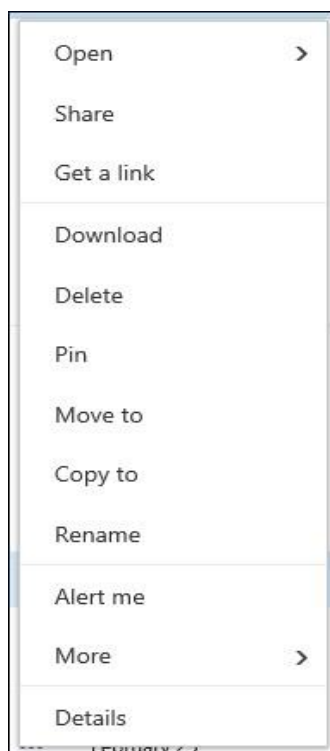 Open
Share
Get a link
Download
Delete
Pin
Move to
Copy to
Rename
Alert me
More
Details